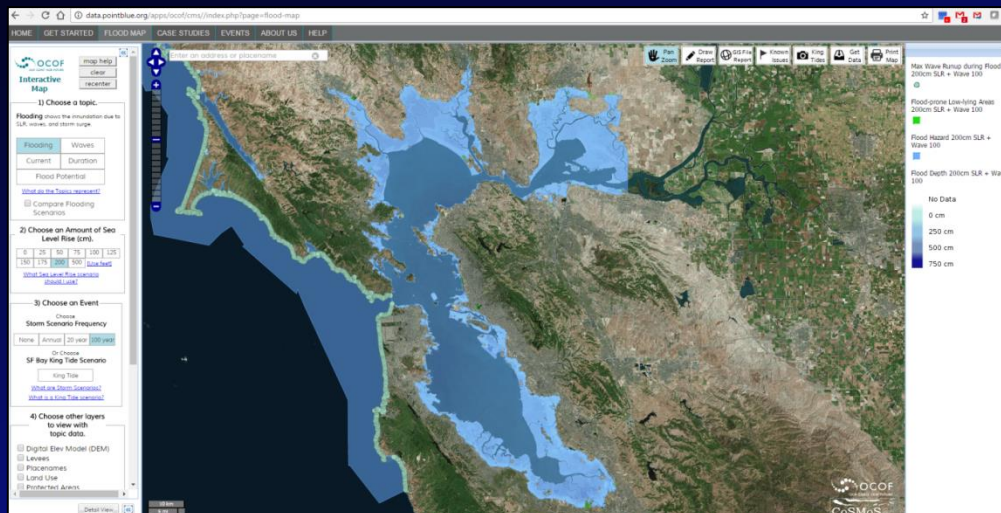 data.pointblue.org/apps/ocof/cms//index.php?page=flood-map
HOME GET STARTED FLOOD MAP CASE STUDIES EVENTS ABOUT US HELP
OCOF
Interactive
Map
map help
clear
recenter
1) Choose a topic.
Flooding shows the innundation due to
SLR, waves, and storm surge.
Flooding Waves
Current Duration
Flood Potential
What do the Topics represent?
Compare Flooding
Scenarios
2) Choose an Amount of Sea
Level Rise (cm).
0 25 50 75 100 125
150 175 200 500 (Use feet)
What Sea Level Rise scenario
should I use?
3) Choose an Event
Choose
Storm Scenario Frequency
None Annual 20 year 100 year
Or Choose
SF Bay King Tide Scenario
King Tide
What are Storm Scenarios?
What is a King Tide scenario?
4) Choose other layers
to view with
topic data.
Digital Elev Model (DEM)
Levees
Placenames
Land Use
Protected Areas
Detail View...
Enter an address or placename
Pan
Zoom
Draw
Report
GIS File
Report
Known
Issues
King
Tides
Get
Data
Print
Map
10 km
OCOF
CoSMoS
Max Wave Runup during Flood
200cm SLR + Wave 100
Flood-prone Low-lying Areas
200cm SLR + Wave 100
Flood Hazard 200cm SLR +
Wave 100
Flood Depth 200cm SLR + Wav
100
No Data
0 cm
250 cm
500 cm
750 cm